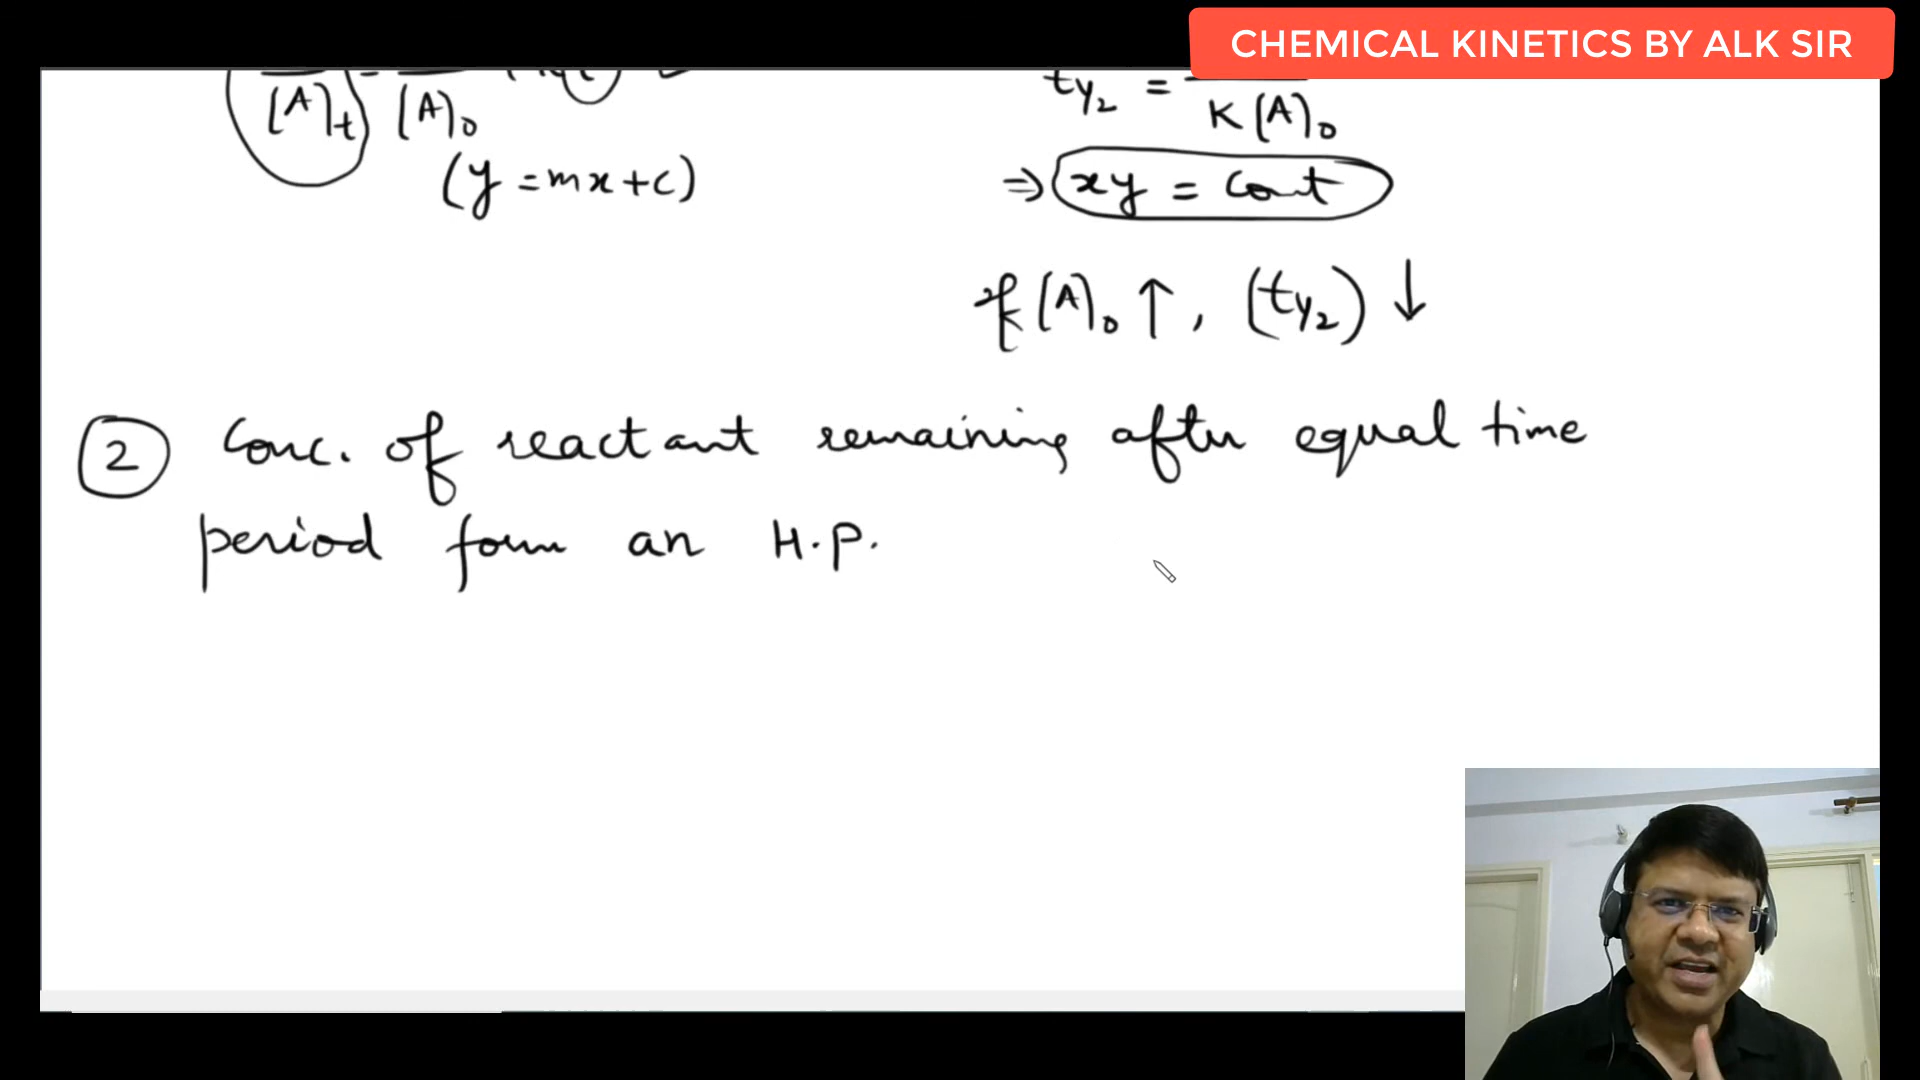 CHEMICAL KINETICS BY ALK SIR
[A]t [A]0
(y = mx + c)
t1/2 =
K [A]0
⇒ xy = const
if [A]0 ↑, (t1/2) ↓
2 Conc. of reactant remaining after equal time
period form an H.P.